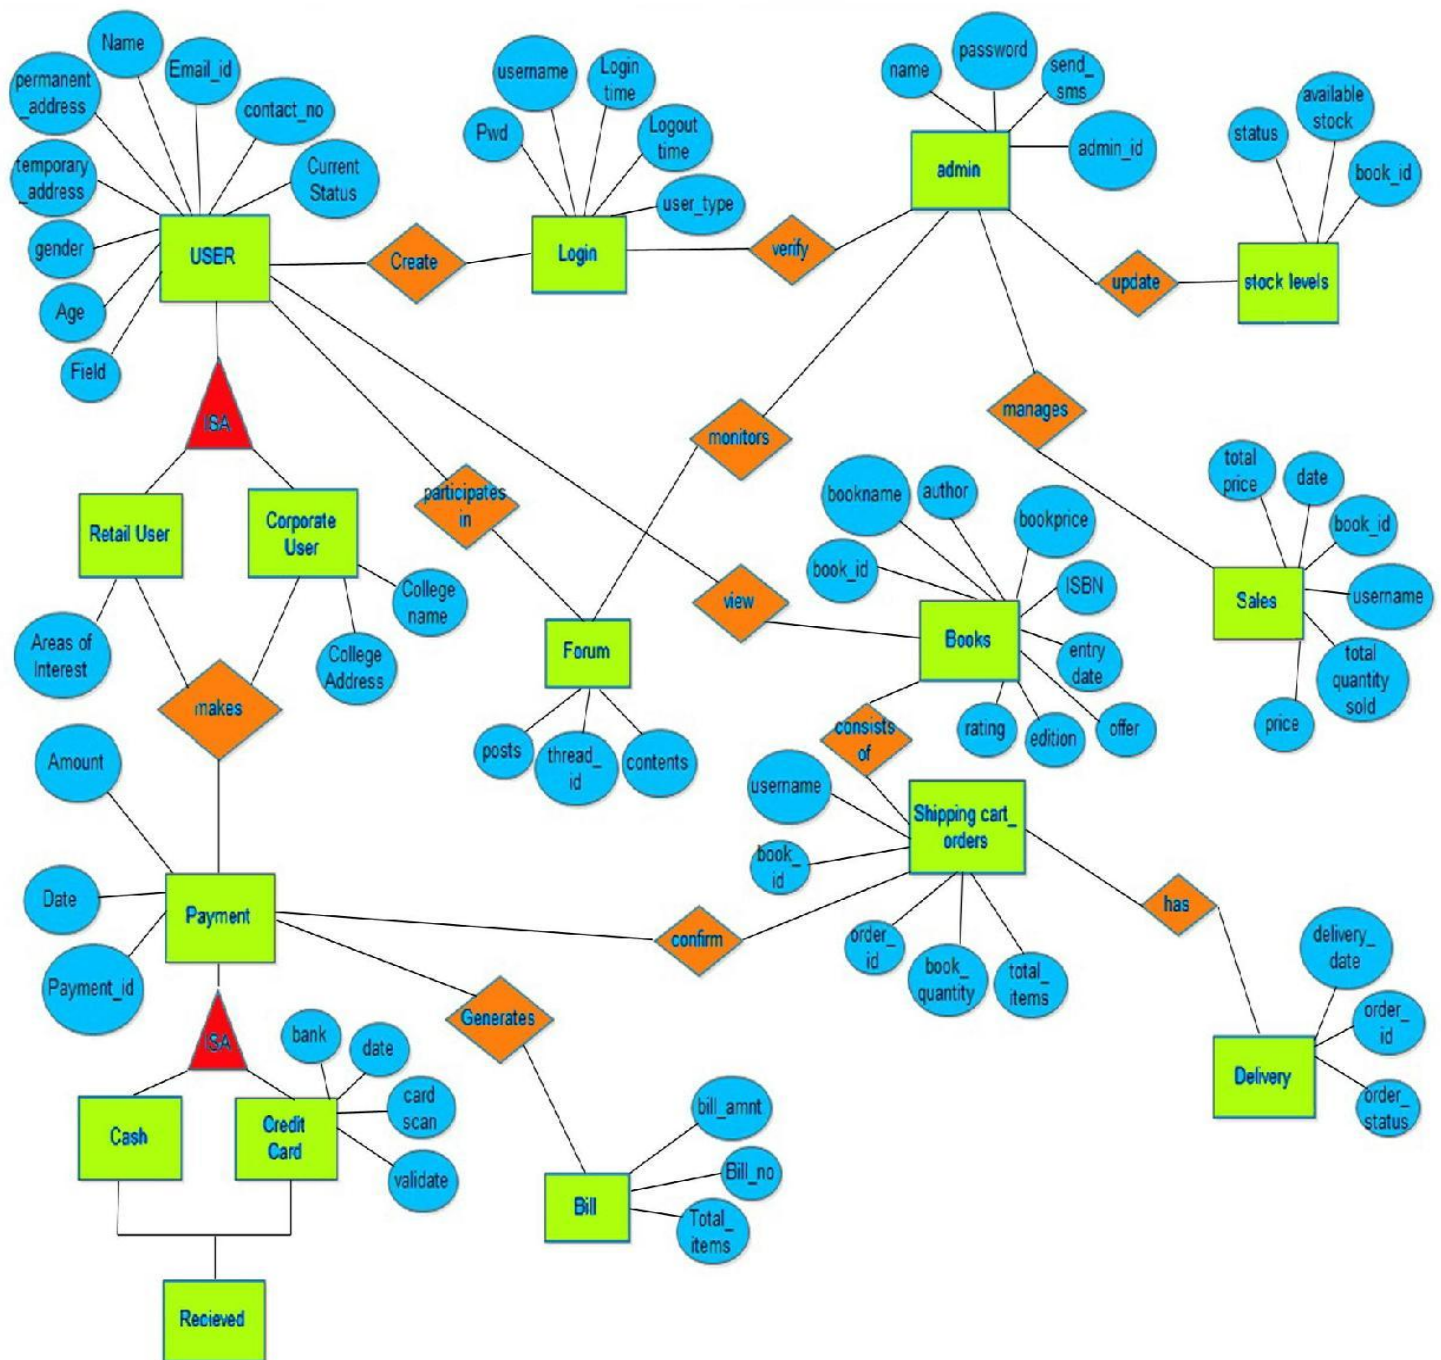 Name
Email_id
permanent
_address
contact_no
temporary
_address
Current
Status
gender
Age
Field
USER
Create
username
Login
time
Pwd
Logout
time
user_type
Login
verify
name
password
send_
sms
admin_id
admin
status
available
stock
book_id
update
stock levels
ISA
monitors
manages
Retail User
Corporate
User
participates
in
Areas of
Interest
College
name
College
Address
makes
view
Forum
posts
thread_
id
contents
bookname
author
bookprice
book_id
ISBN
entry
date
Books
rating
edition
offer
total
price
date
book_id
username
Sales
total
quantity
sold
price
consists
of
username
Shipping cart_
orders
book_
id
order_
id
book_
quantity
total_
items
has
Amount
Date
Payment
Payment_id
confirm
Generates
delivery_
date
order_
id
order_
status
Delivery
ISA
bank
date
card
scan
validate
Cash
Credit
Card
bill_amnt
Bill_no
Total_
items
Bill
Recieved